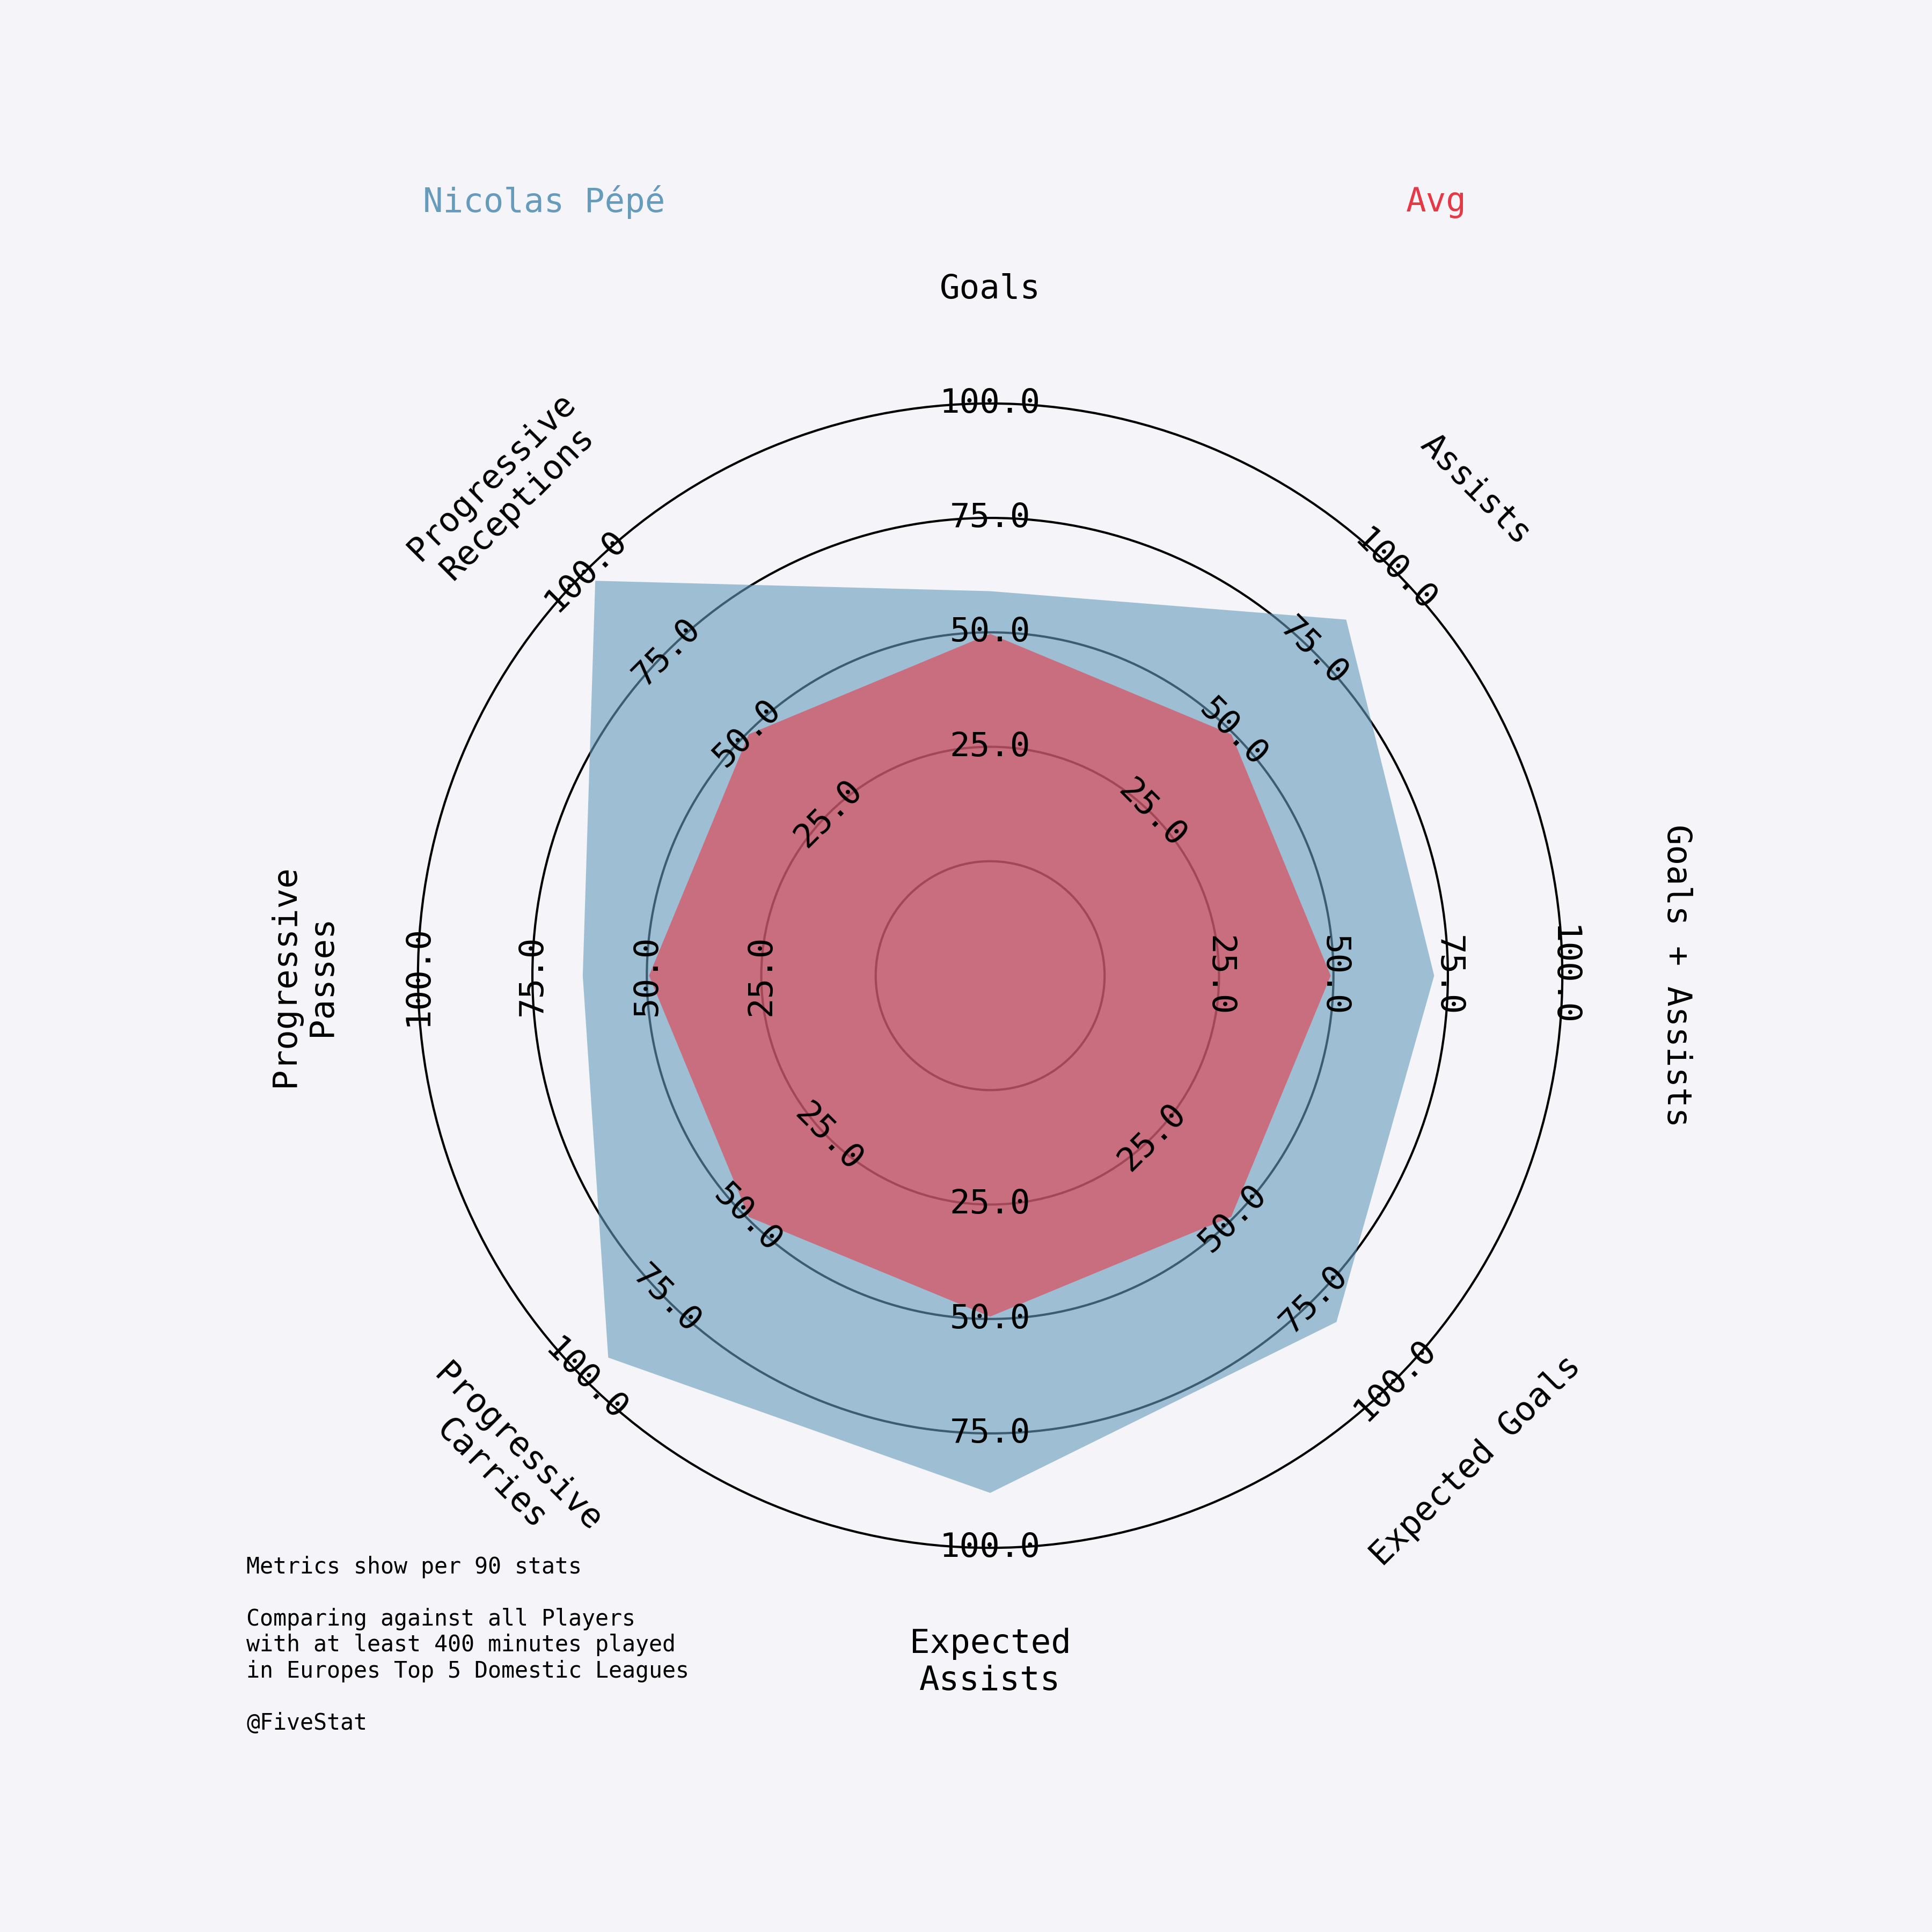 Nicolas Pépé
Avg
Goals
Assists
Goals + Assists
Expected Goals
Expected
Assists
Progressive
Carries
Progressive
Passes
Progressive
Receptions
25.0
50.0
75.0
100.0
25.0
50.0
75.0
100.0
25.0
50.0
75.0
100.0
25.0
50.0
75.0
100.0
25.0
50.0
75.0
100.0
25.0
50.0
75.0
100.0
25.0
50.0
75.0
100.0
25.0
50.0
75.0
100.0
Metrics show per 90 stats
Comparing against all Players
with at least 400 minutes played
in Europes Top 5 Domestic Leagues
@FiveStat